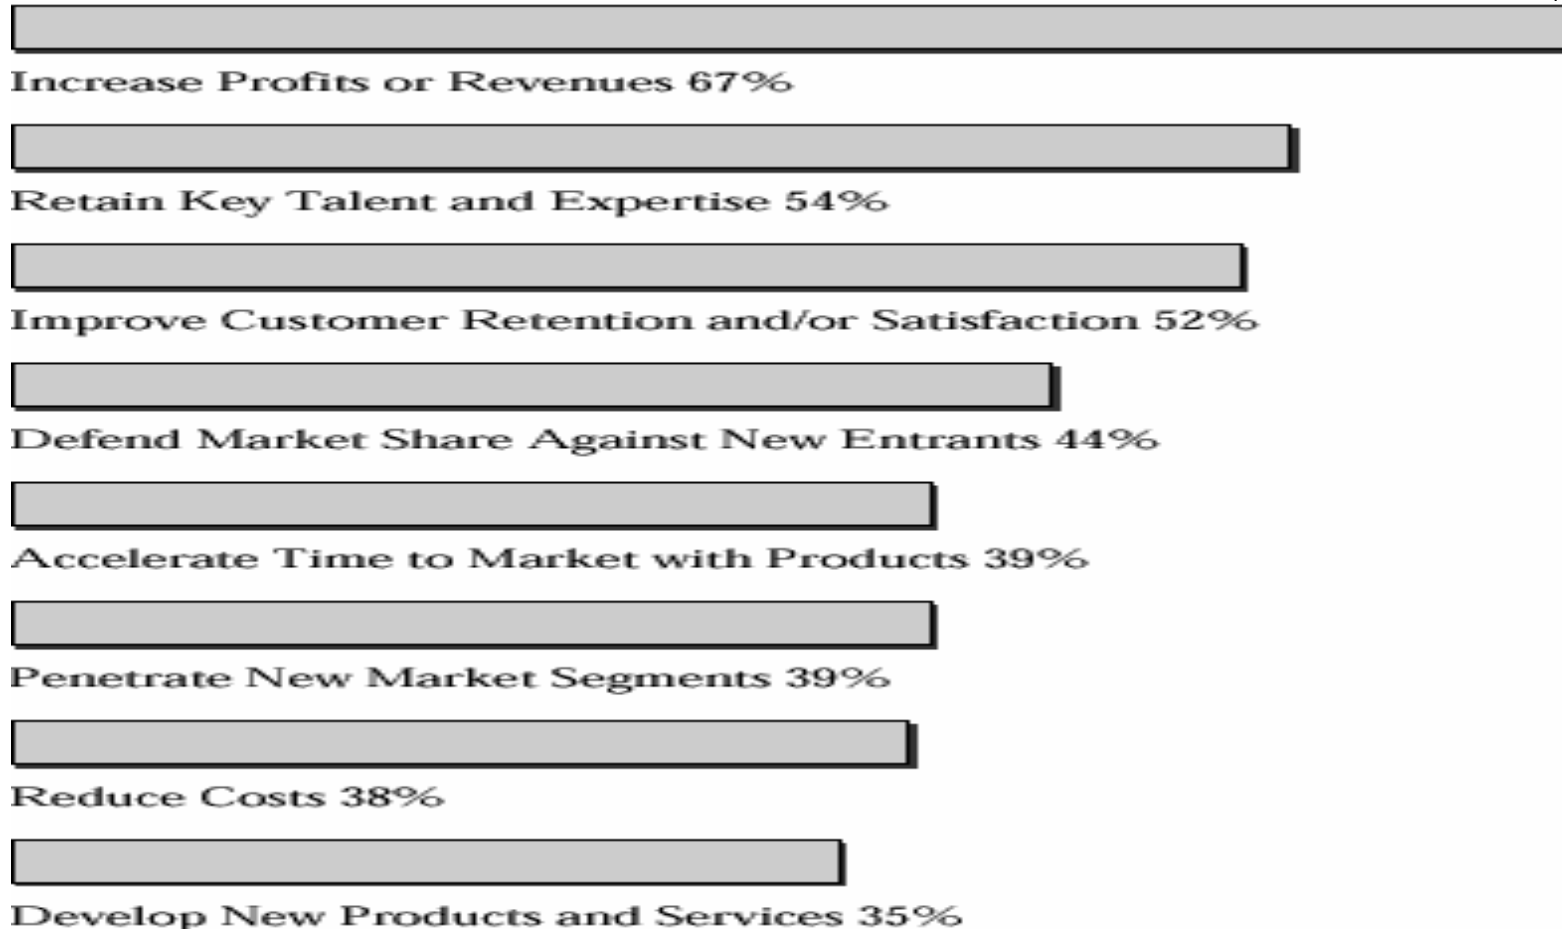 Increase Profits or Revenues 67%
Retain Key Talent and Expertise 54%
Improve Customer Retention and/or Satisfaction 52%
Defend Market Share Against New Entrants 44%
Accelerate Time to Market with Products 39%
Penetrate New Market Segments 39%
Reduce Costs 38%
Develop New Products and Services 35%